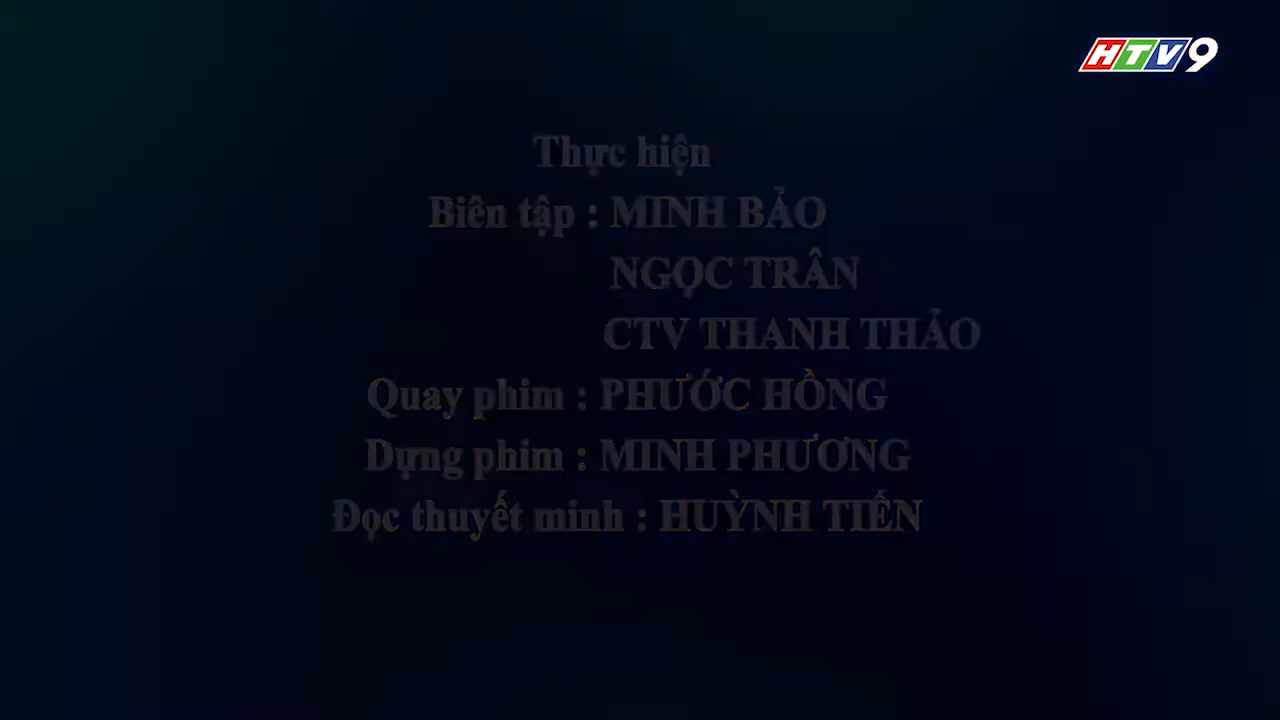 HTV9
Thực hiện
Biên tập : MINH BẢO
NGỌC TRÂN
CTV THANH THẢO
Quay phim : PHƯỚC HỒNG
Dựng phim : MINH PHƯƠNG
Đọc thuyết minh : HUỲNH TIẾN